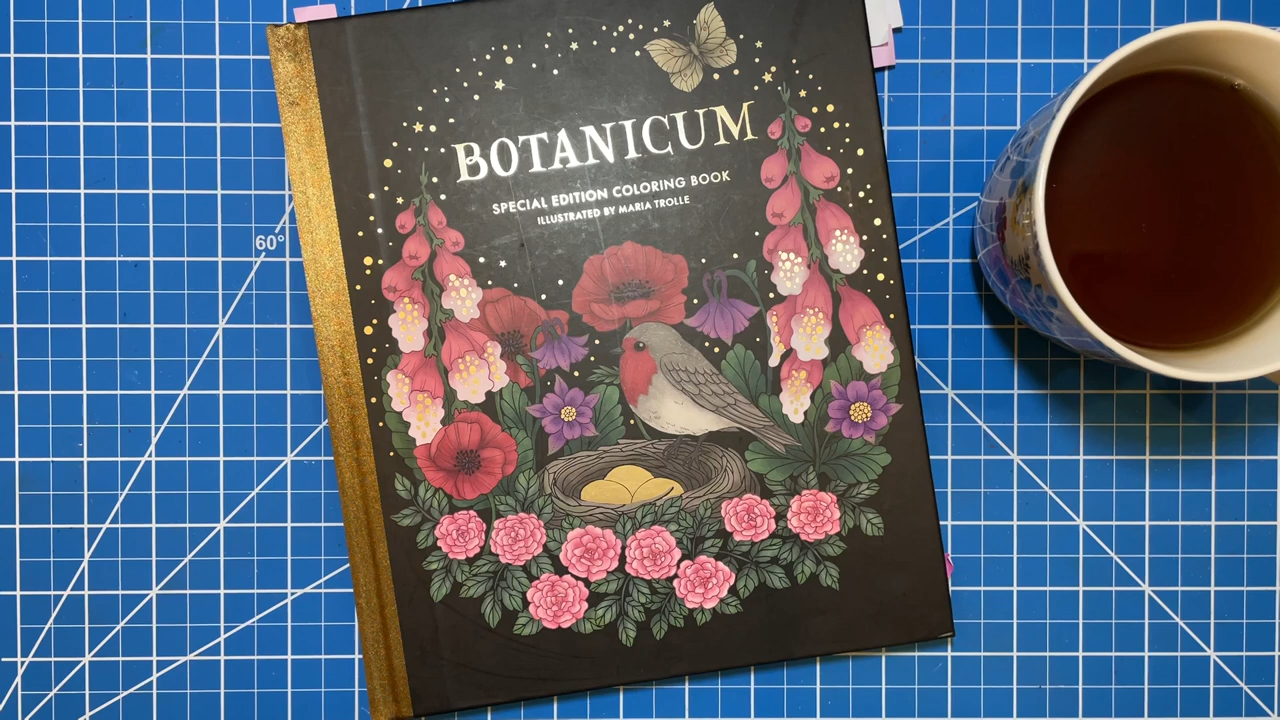 BOTANICUM
SPECIAL EDITION COLORING BOOK
ILLUSTRATED BY MARIA TROLLE
60°